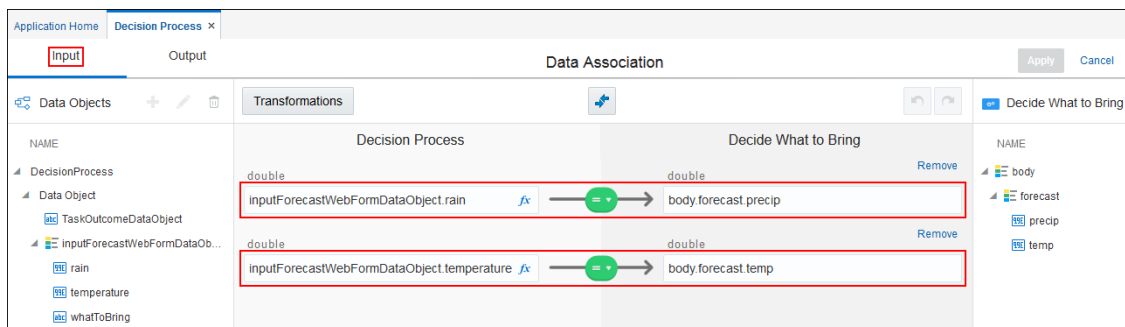 Application Home Decision Process ×
Input Output Data Association Apply Cancel
Data Objects Transformations Decide What to Bring
NAME Decision Process Decide What to Bring NAME
DecisionProcess double double Remove body
Data Object inputForecastWebFormDataObject.rain fx = body.forecast.precip forecast
abc TaskOutcomeDataObject precip
inputForecastWebFormDataOb... double double Remove temp
rain inputForecastWebFormDataObject.temperature fx = body.forecast.temp
temperature
abc whatToBring